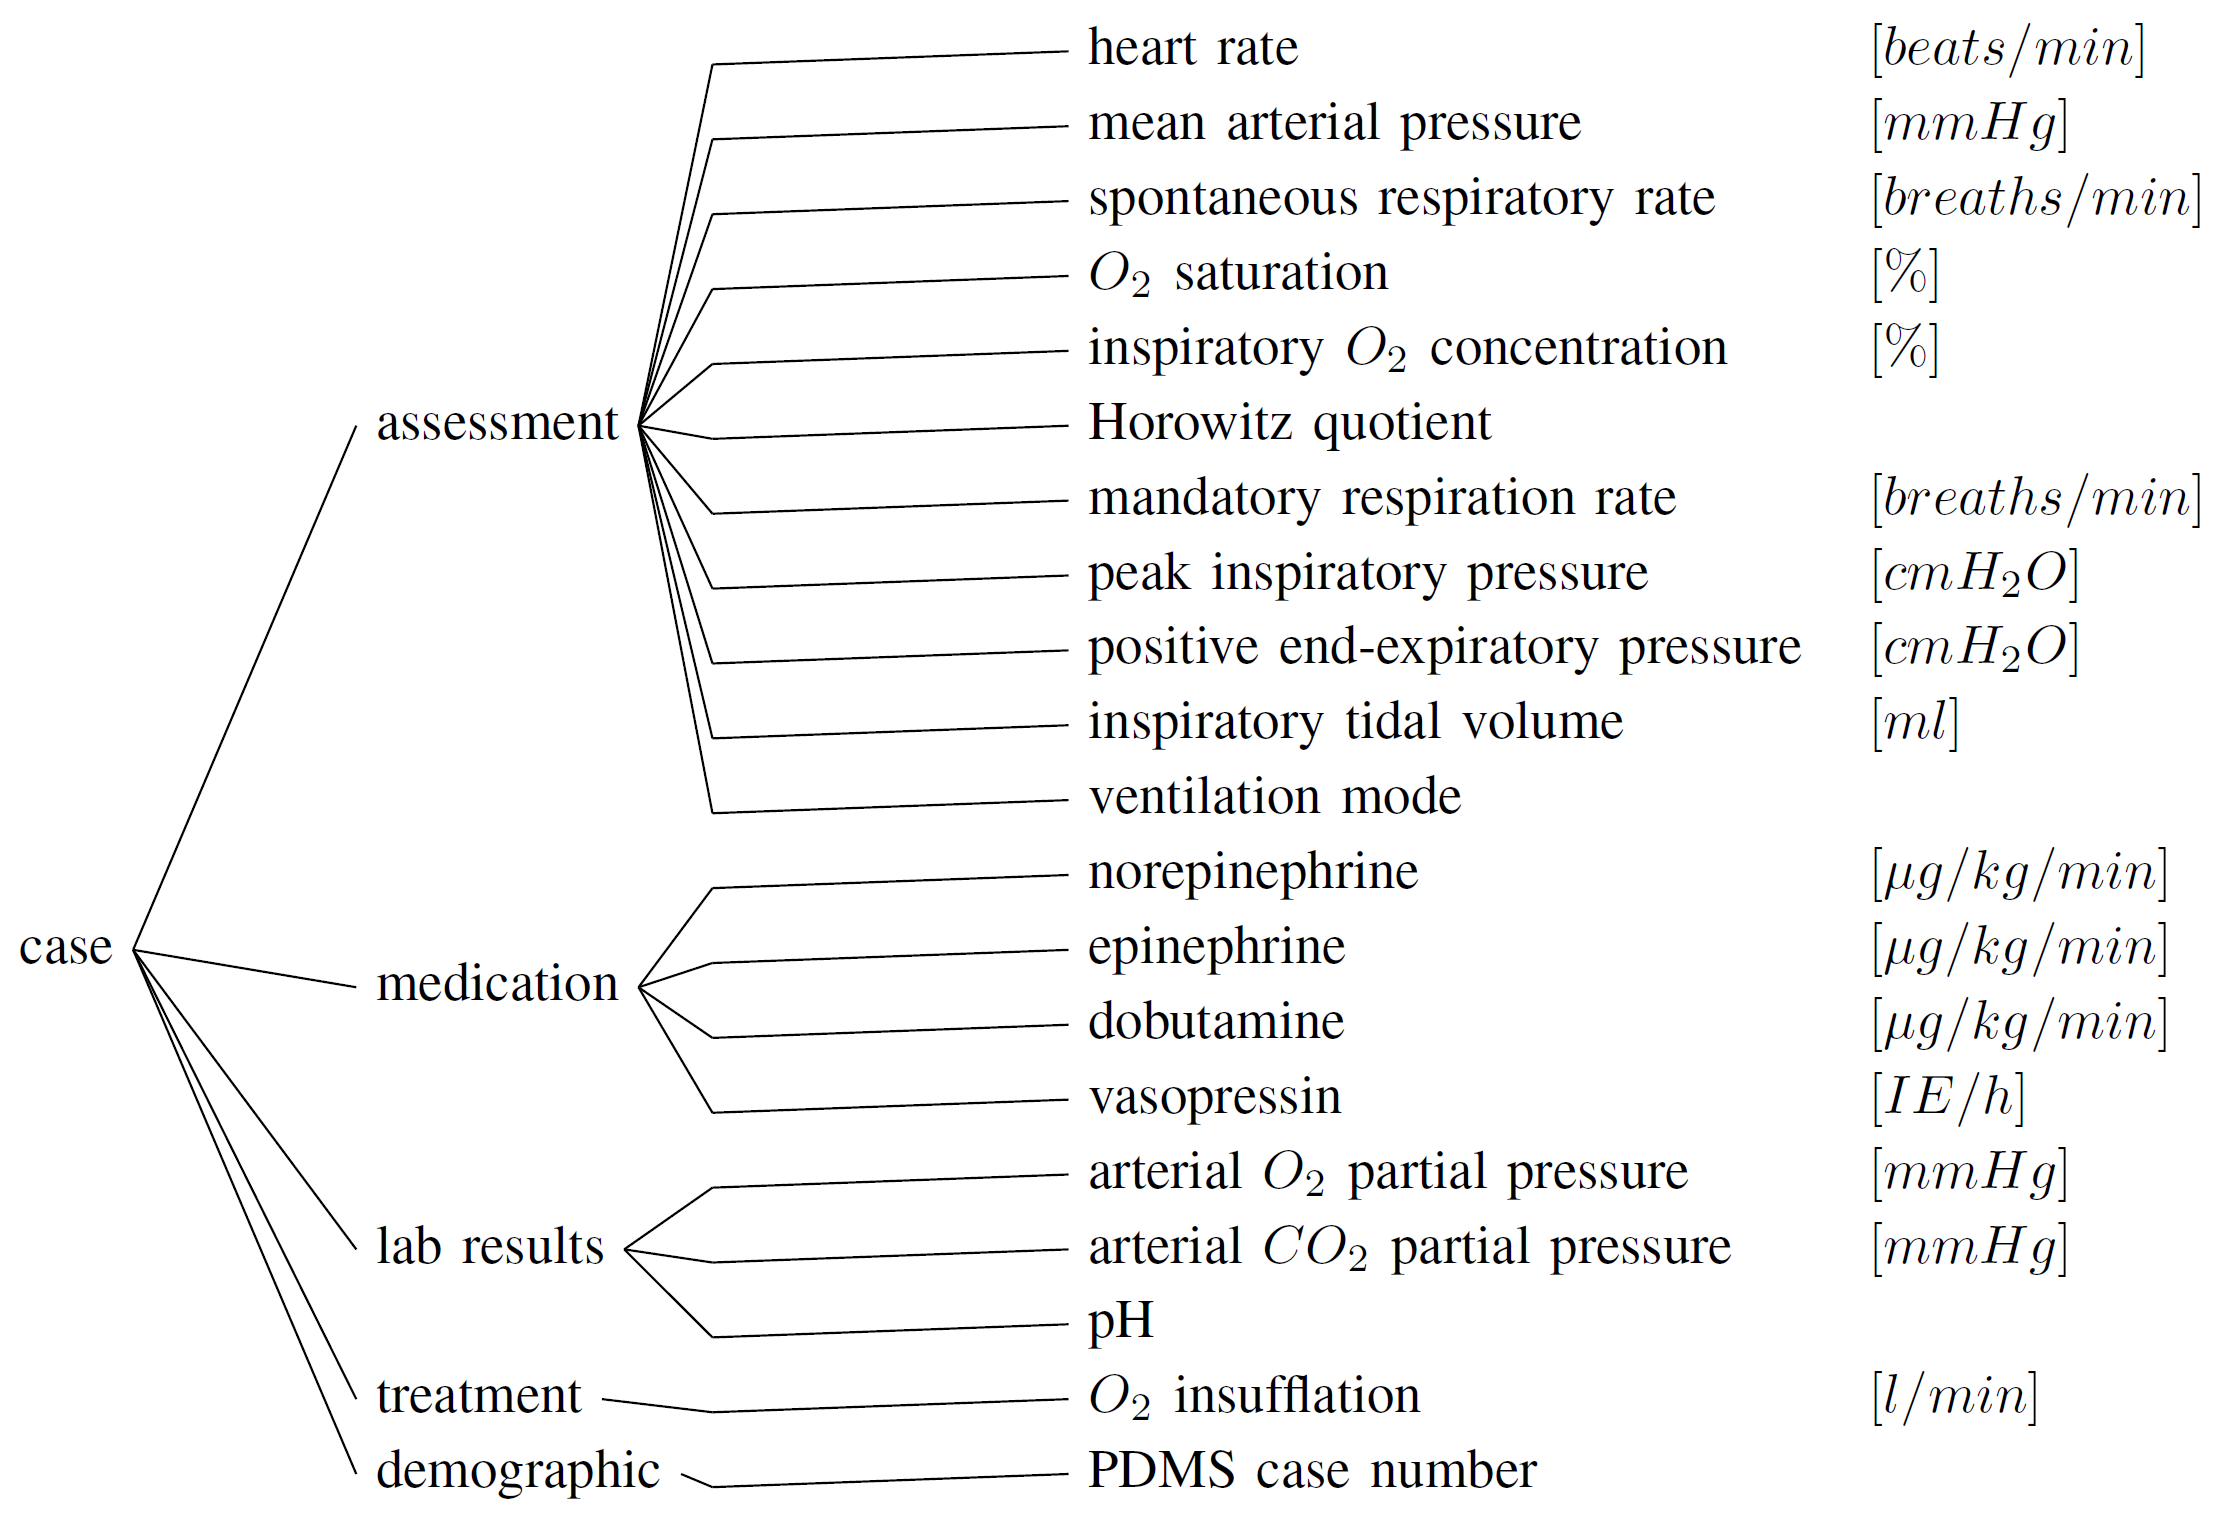 heart rate [beats/min]
mean arterial pressure [mmHg]
spontaneous respiratory rate [breaths/min]
O₂ saturation [%]
inspiratory O₂ concentration [%]
assessment Horowitz quotient
mandatory respiration rate [breaths/min]
peak inspiratory pressure [cmH₂O]
positive end-expiratory pressure [cmH₂O]
inspiratory tidal volume [ml]
ventilation mode
norepinephrine [μg/kg/min]
case epinephrine [μg/kg/min]
medication
dobutamine [μg/kg/min]
vasopressin [IE/h]
arterial O₂ partial pressure [mmHg]
lab results arterial CO₂ partial pressure [mmHg]
pH
treatment O₂ insufflation [l/min]
demographic PDMS case number